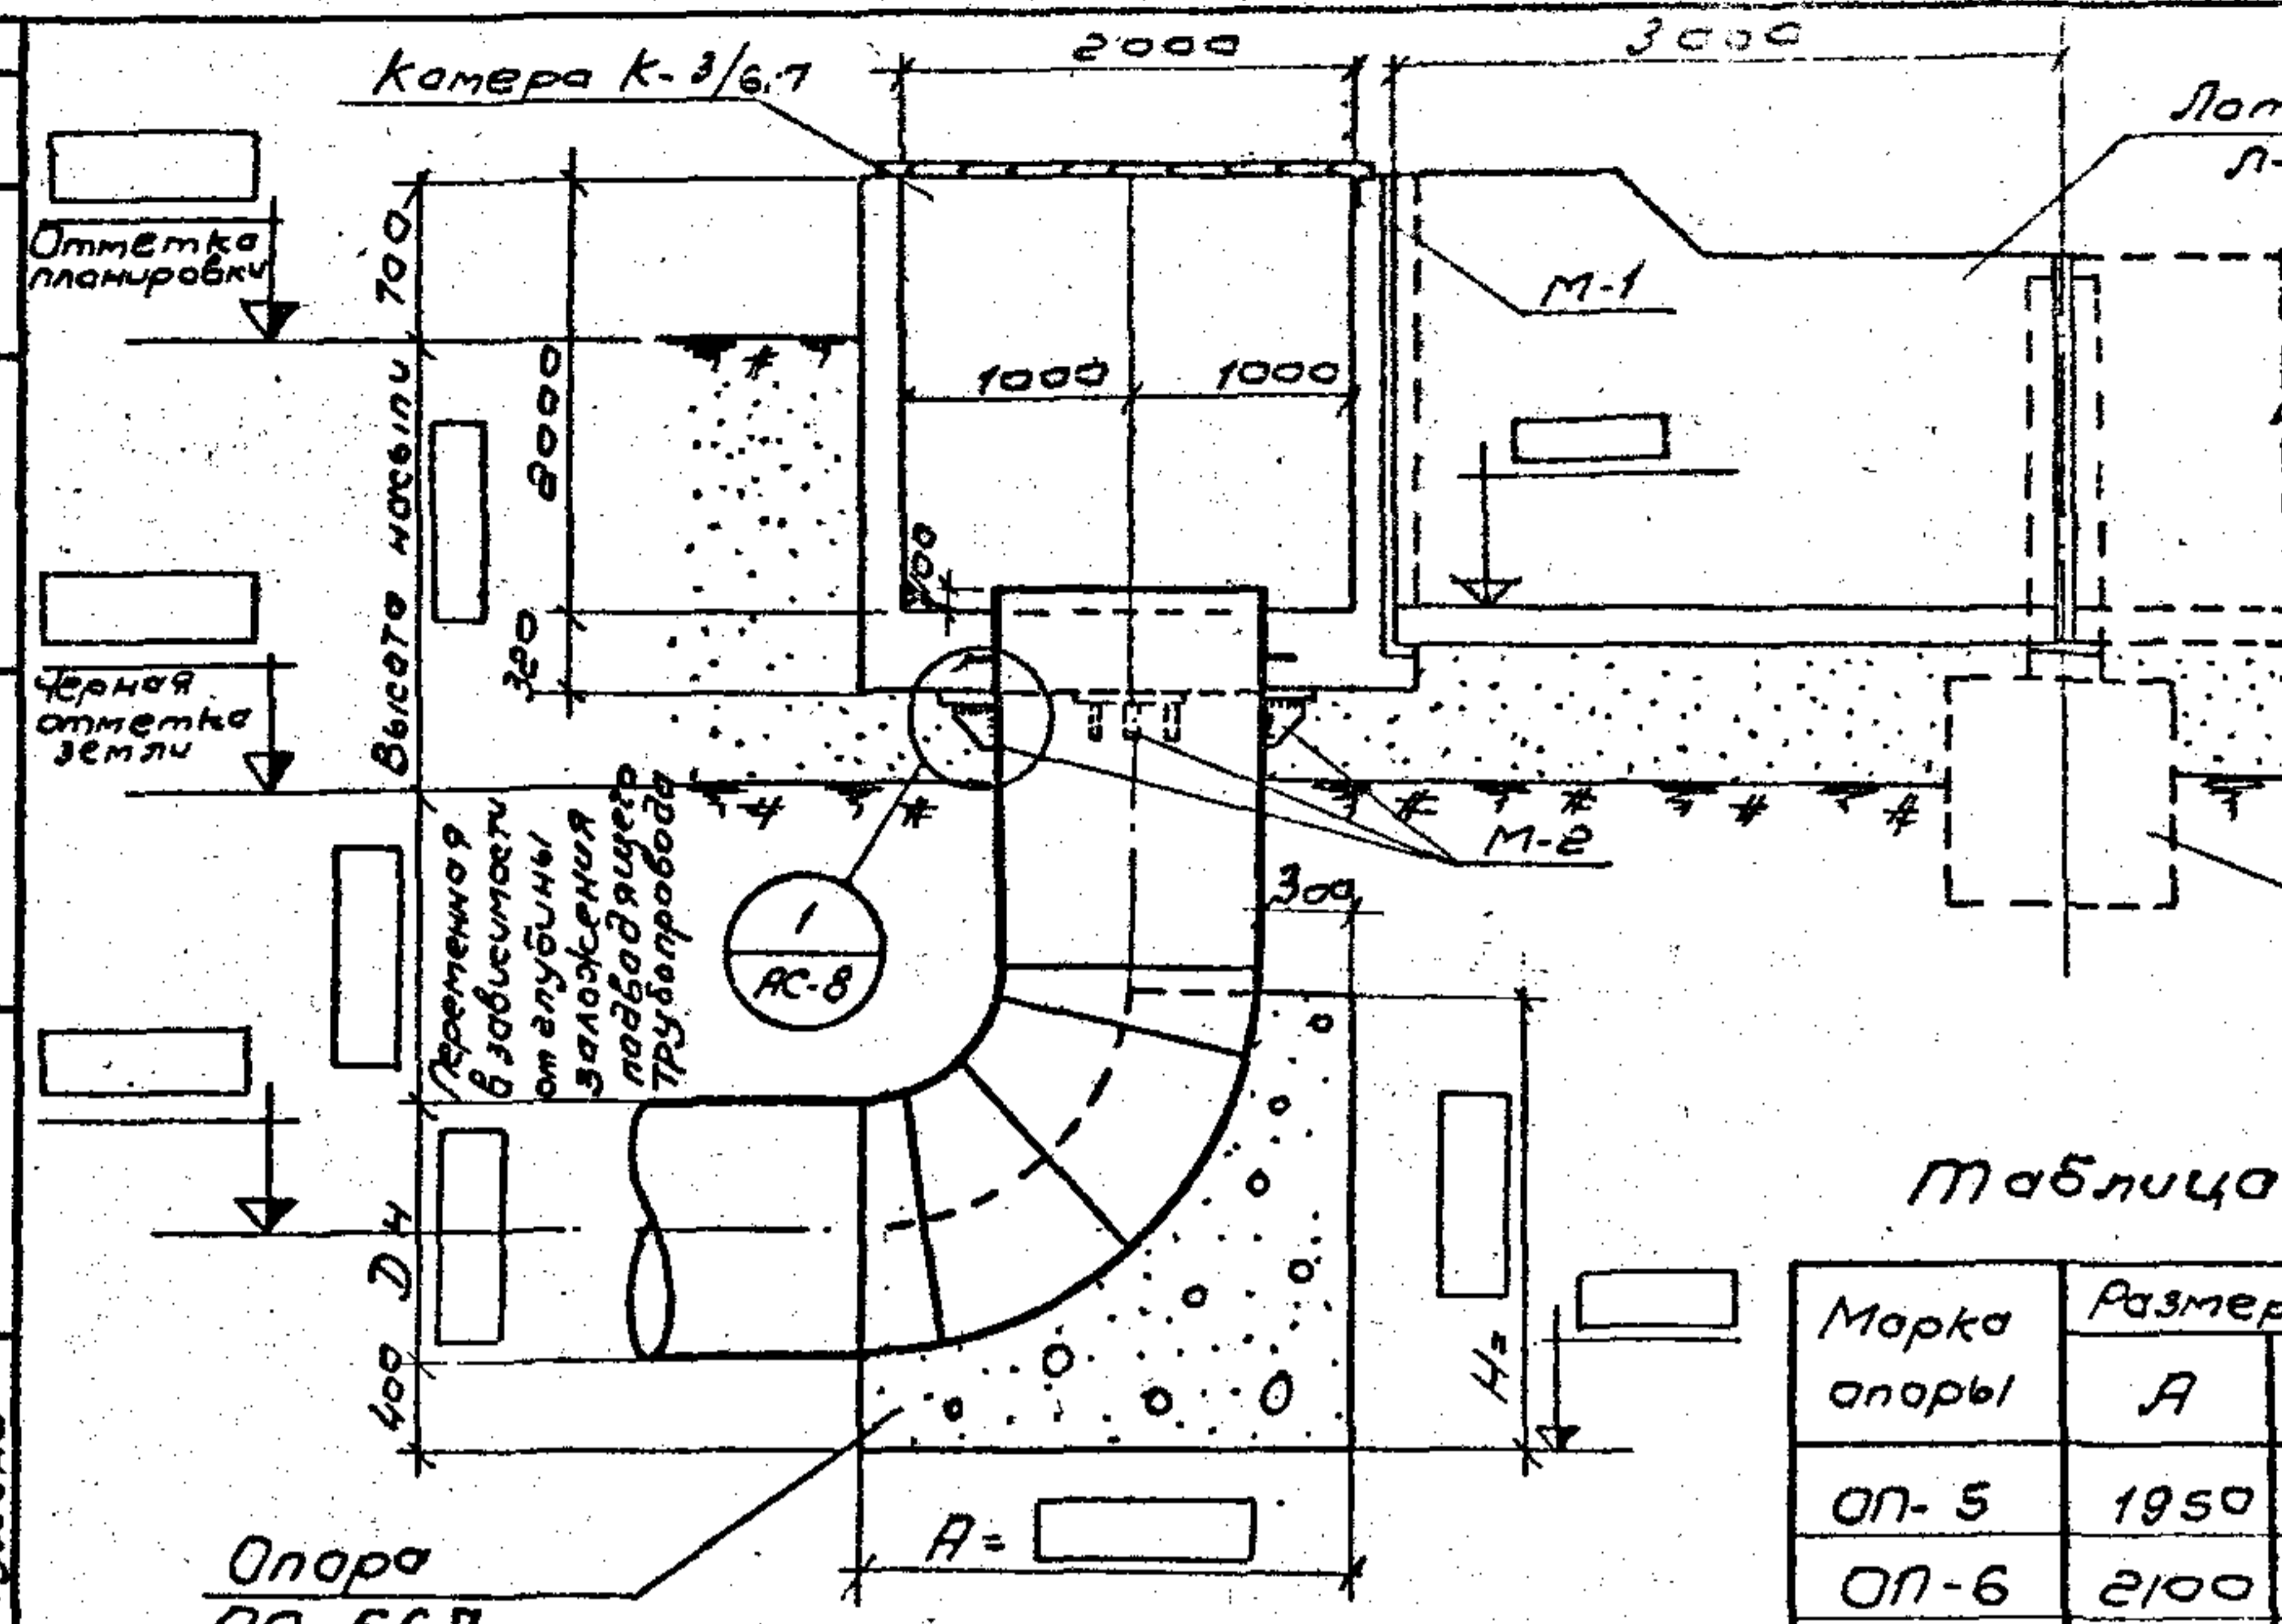 Камера К-3/6.7
2000
3000
Лот
Л-
Отметка
планировки
700
2000
М-1
1000
1000
100
Высота насыпи
320
Черная
отметка
земли
М-2
300
Переменная
в зависимости
от глубины
заложения
подводящего
трубопровода
1
АС-8
Dн
400
Н=
А=
Опора
Таблица
Марка
опоры
Размер
А
ОП-5
1950
ОП-6
2100